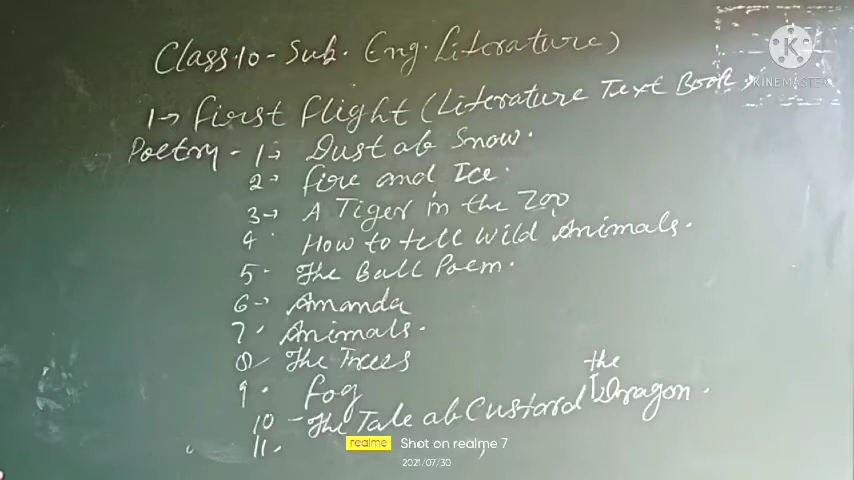 Class.10 - Sub. Eng. Literature)
KINEMASTER
1→ First flight (Literature Text Book.
Poetry - 1→ Dust of Snow.
2→ Fire and Ice.
3→ A Tiger in the Zoo
4. How to tell Wild Animals.
5. The Ball Poem.
6→ Amanda
7. Animals.
8 The Trees
9. Fog
the
10 - The Tale of Custard Dragon.
11.
realme Shot on realme 7
2021/07/30